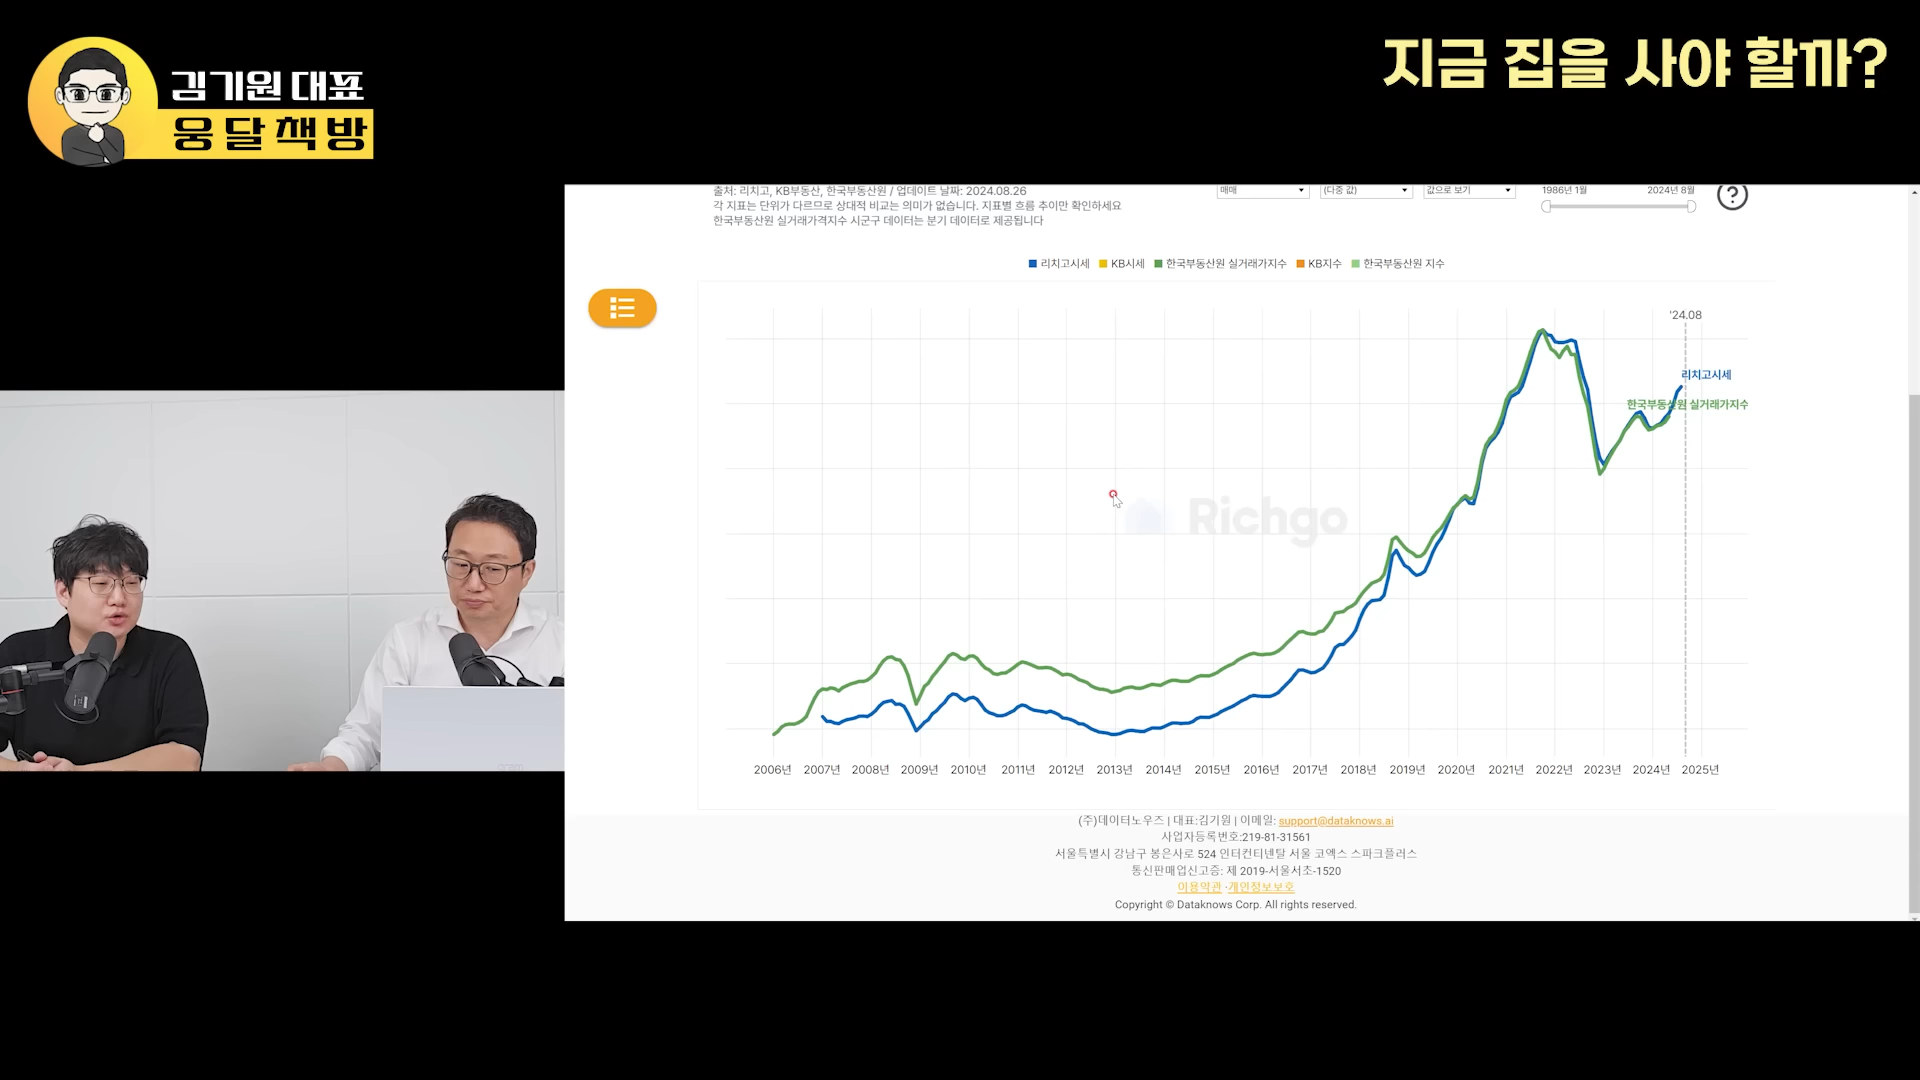 김기원 대표
웅달책방
지금 집을 사야 할까?
출처: 리치고, KB부동산, 한국부동산원 / 업데이트 날짜: 2024.08.26
각 지표는 단위가 다르므로 상대적 비교는 의미가 없습니다. 지표별 흐름 추이만 확인하세요
한국부동산원 실거래가격지수 시군구 데이터는 분기 데이터로 제공됩니다
매매 (다중 값) 값으로 보기 1986년 1월 2024년 8월
?
리치고시세 KB시세 한국부동산원 실거래가지수 KB지수 한국부동산원 지수
'24.08
리치고시세
한국부동산원 실거래가지수
Richgo
2006년 2007년 2008년 2009년 2010년 2011년 2012년 2013년 2014년 2015년 2016년 2017년 2018년 2019년 2020년 2021년 2022년 2023년 2024년 2025년
(주)데이터노우즈 | 대표:김기원 | 이메일: support@dataknows.ai
사업자등록번호:219-81-31561
서울특별시 강남구 봉은사로 524 인터컨티넨탈 서울 코엑스 스파크플러스
통신판매업신고증: 제 2019-서울서초-1520
이용약관 ·개인정보보호
Copyright © Dataknows Corp. All rights reserved.